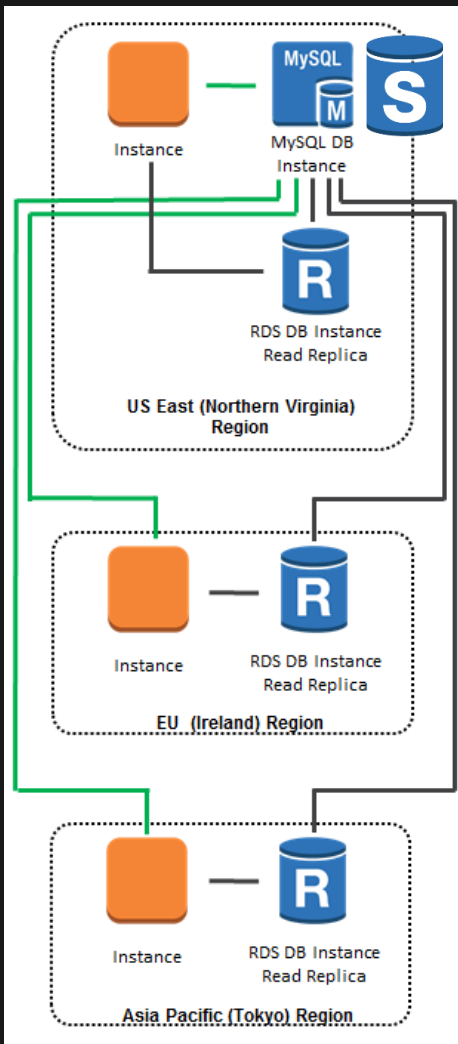 MySQL
M
S
Instance
MySQL DB
Instance
R
RDS DB Instance
Read Replica
US East (Northern Virginia)
Region
R
Instance
RDS DB Instance
Read Replica
EU (Ireland) Region
R
Instance
RDS DB Instance
Read Replica
Asia Pacific (Tokyo) Region